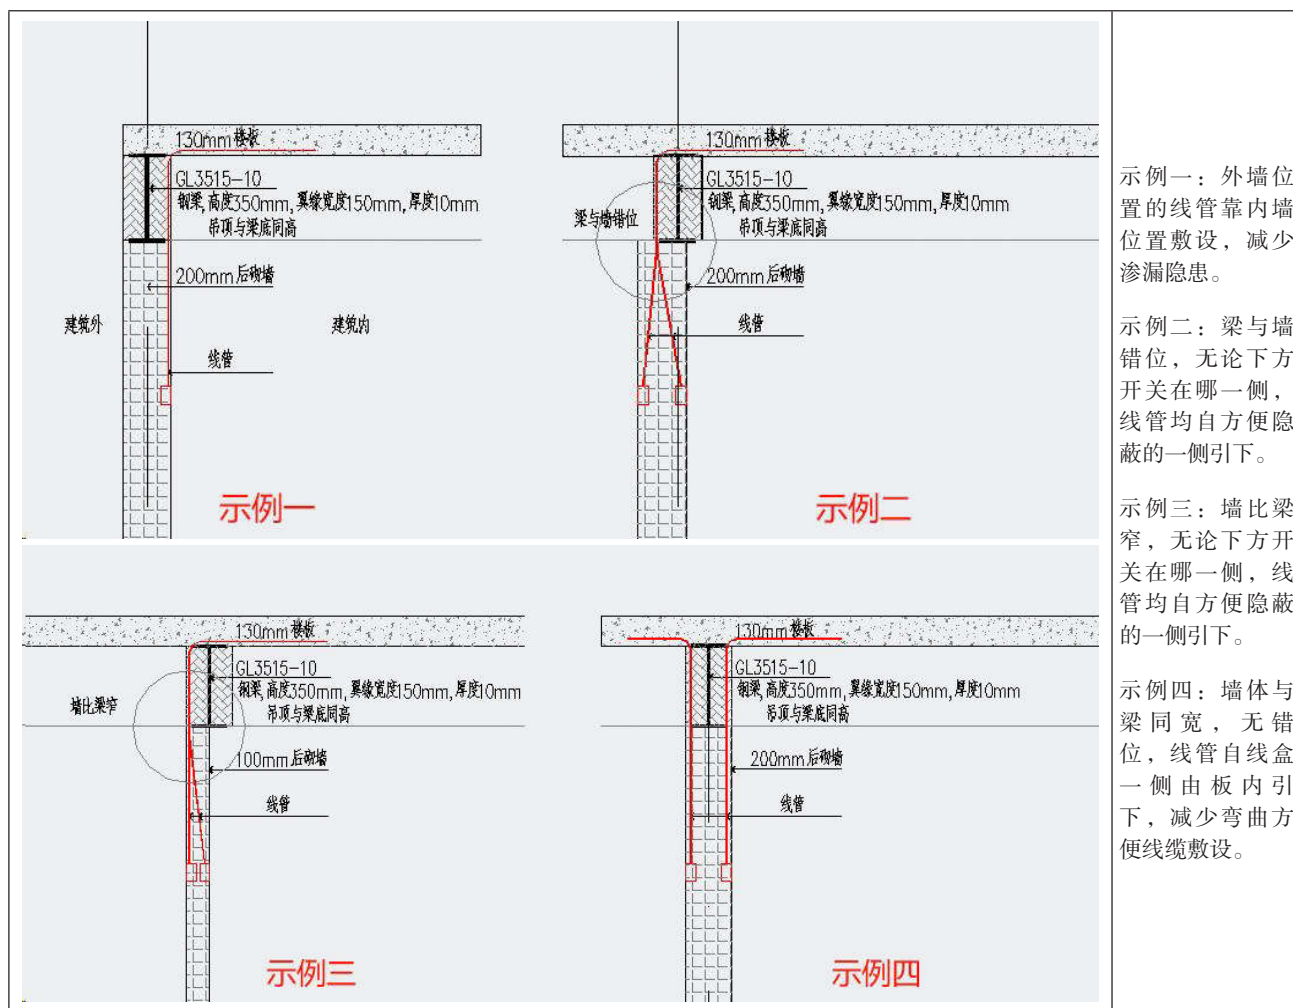 130mm楼板
GL3515-10
钢梁,高度350mm,翼缘宽度150mm,厚度10mm
吊顶与梁底同高
200mm后砌墙
建筑外
建筑内
线管
示例一
130mm楼板
GL3515-10
钢梁,高度350mm,翼缘宽度150mm,厚度10mm
吊顶与梁底同高
梁与墙错位
200mm后砌墙
线管
示例二
130mm楼板
GL3515-10
钢梁,高度350mm,翼缘宽度150mm,厚度10mm
吊顶与梁底同高
墙比梁窄
100mm后砌墙
线管
示例三
130mm楼板
GL3515-10
钢梁,高度350mm,翼缘宽度150mm,厚度10mm
吊顶与梁底同高
200mm后砌墙
线管
示例四
示例一：外墙位
置的线管靠内墙
位置敷设，减少
渗漏隐患。
示例二：梁与墙
错位，无论下方
开关在哪一侧，
线管均自方便隐
蔽的一侧引下。
示例三：墙比梁
窄，无论下方开
关在哪一侧，线
管均自方便隐蔽
的一侧引下。
示例四：墙体与
梁同宽，无错
位，线管自线盒
一侧由板内引
下，减少弯曲方
便线缆敷设。